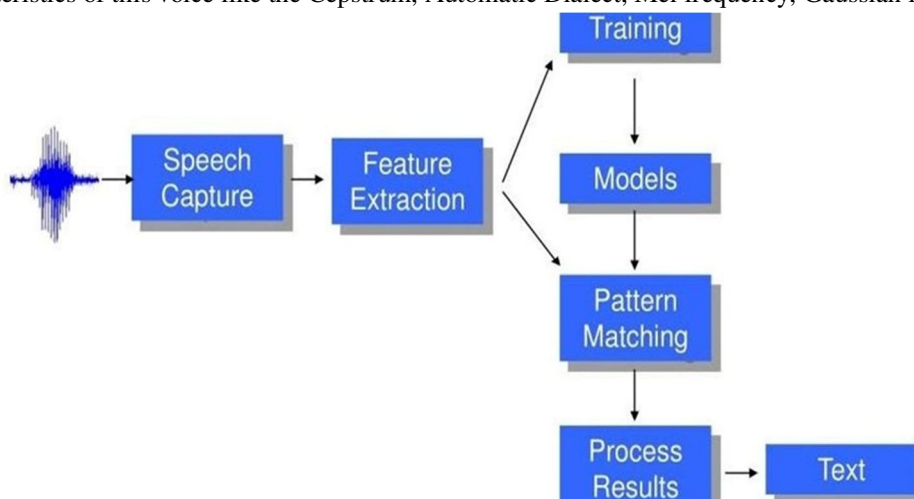 this voice like the Cepstrum, Automatic Dialect, Mel frequency, Gaussian
Training
Speech
Capture
Feature
Extraction
Models
Pattern
Matching
Process
Results
Text